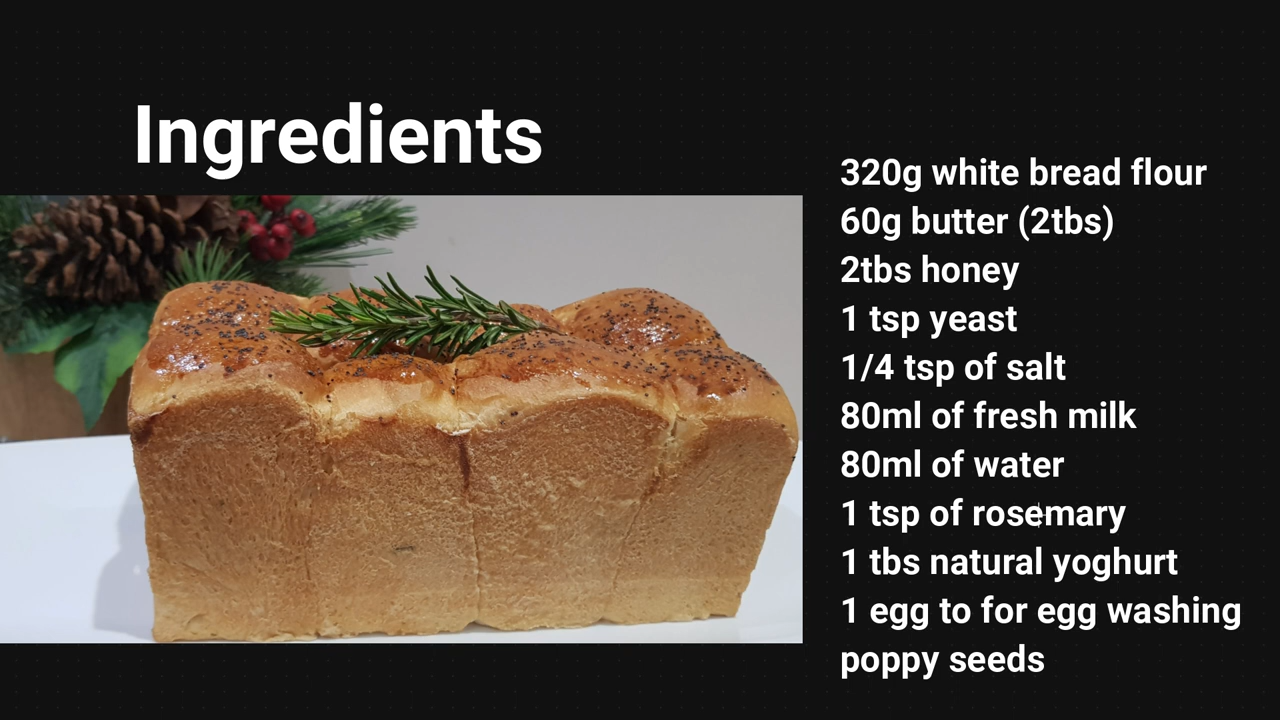 Ingredients
320g white bread flour
60g butter (2tbs)
2tbs honey
1 tsp yeast
1/4 tsp of salt
80ml of fresh milk
80ml of water
1 tsp of rosemary
1 tbs natural yoghurt
1 egg to for egg washing
poppy seeds